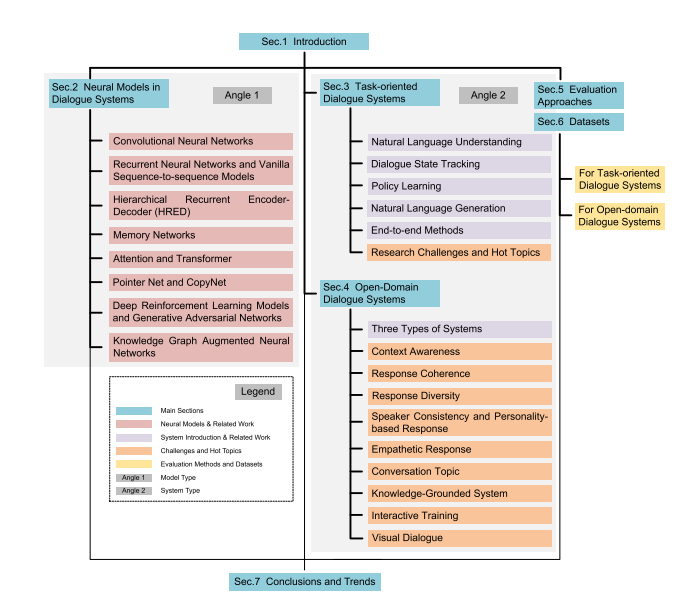 Sec.1 Introduction
Sec.2 Neural Models in
Dialogue Systems
Angle 1
Convolutional Neural Networks
Recurrent Neural Networks and Vanilla
Sequence-to-sequence Models
Hierarchical Recurrent Encoder-
Decoder (HRED)
Memory Networks
Attention and Transformer
Pointer Net and CopyNet
Deep Reinforcement Learning Models
and Generative Adversarial Networks
Knowledge Graph Augmented Neural
Networks
Sec.3 Task-oriented
Dialogue Systems
Angle 2
Natural Language Understanding
Dialogue State Tracking
Policy Learning
Natural Language Generation
End-to-end Methods
Research Challenges and Hot Topics
Sec.4 Open-Domain
Dialogue Systems
Three Types of Systems
Context Awareness
Response Coherence
Response Diversity
Speaker Consistency and Personality-
based Response
Empathetic Response
Conversation Topic
Knowledge-Grounded System
Interactive Training
Visual Dialogue
Sec.5 Evaluation
Approaches
Sec.6 Datasets
For Task-oriented
Dialogue Systems
For Open-domain
Dialogue Systems
Legend
Main Sections
Neural Models & Related Work
System Introduction & Related Work
Challenges and Hot Topics
Evaluation Methods and Datasets
Angle 1 Model Type
Angle 2 System Type
Sec.7 Conclusions and Trends